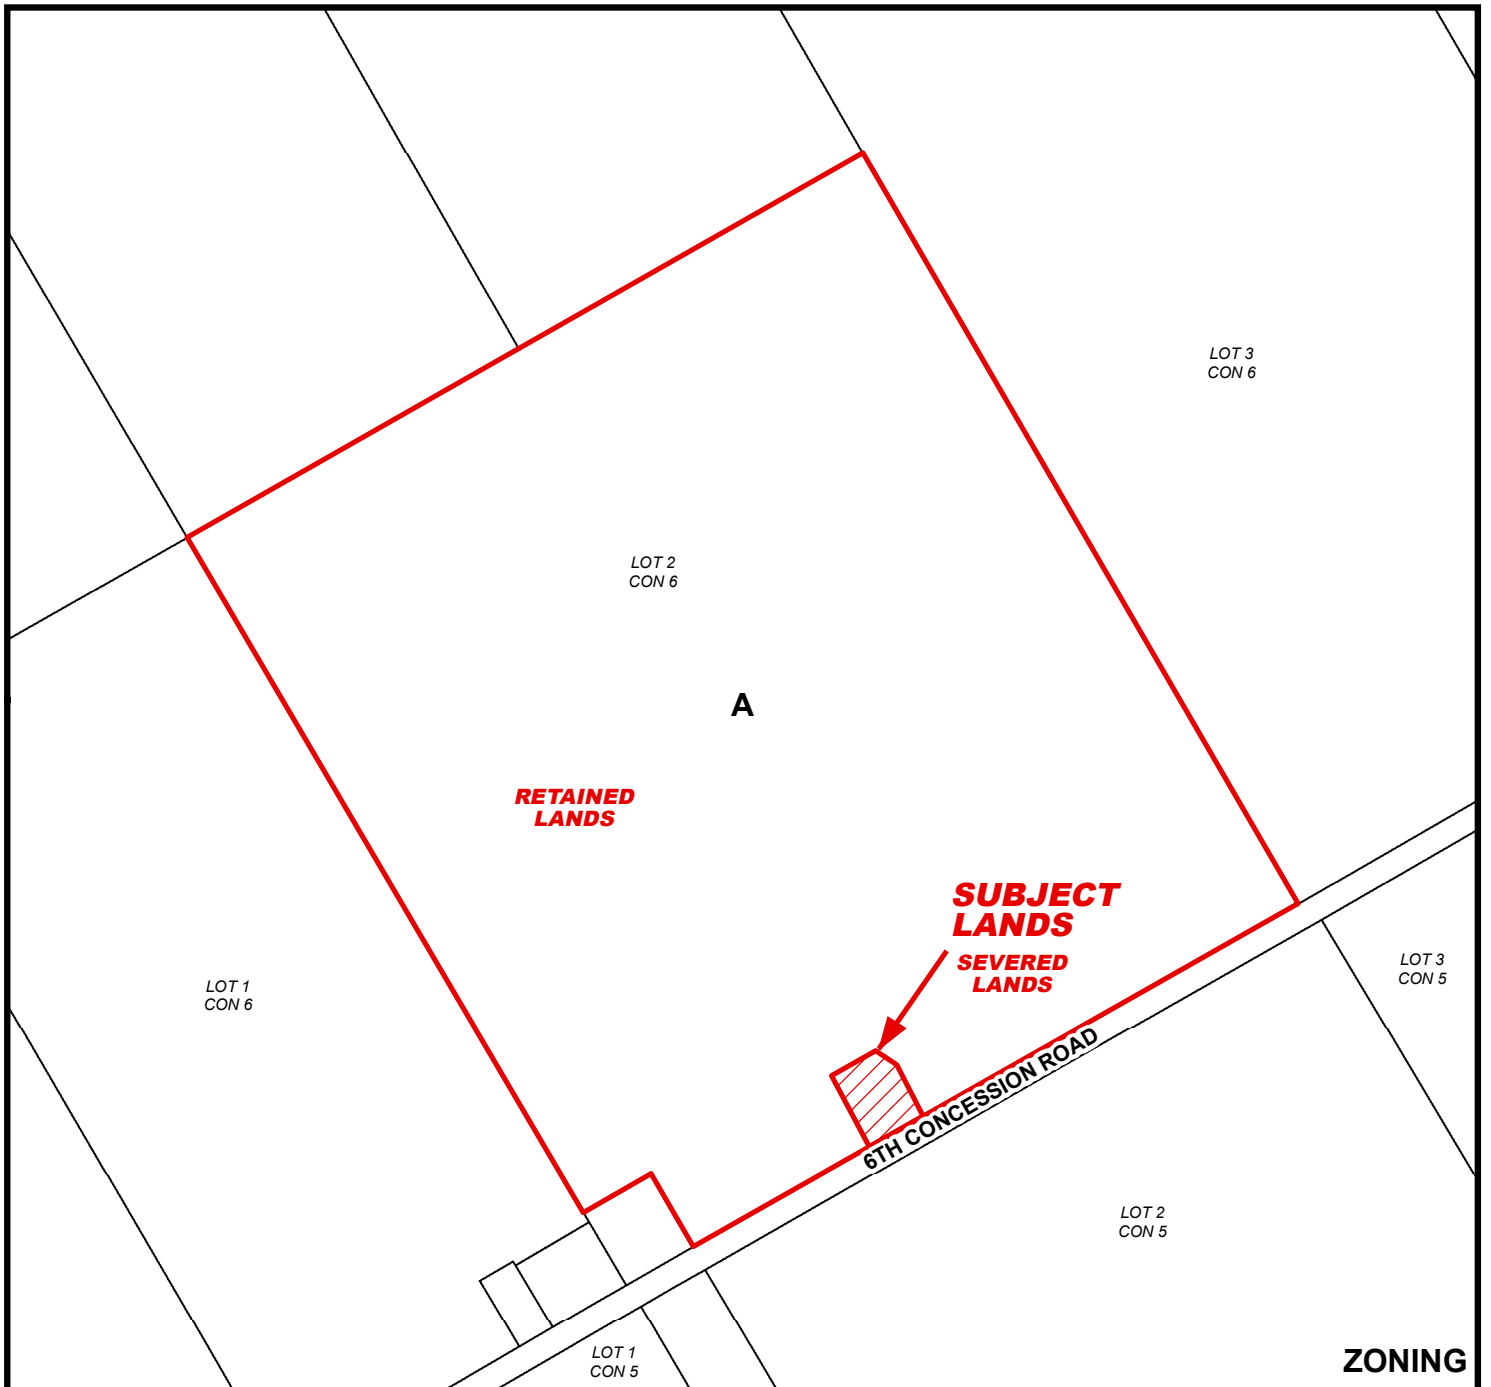 LOT 3
CON 6
LOT 2
CON 6
A
RETAINED
LANDS
SUBJECT
LANDS
SEVERED
LANDS
LOT 3
CON 5
LOT 1
CON 6
6TH CONCESSION ROAD
LOT 2
CON 5
LOT 1
CON 5
ZONING